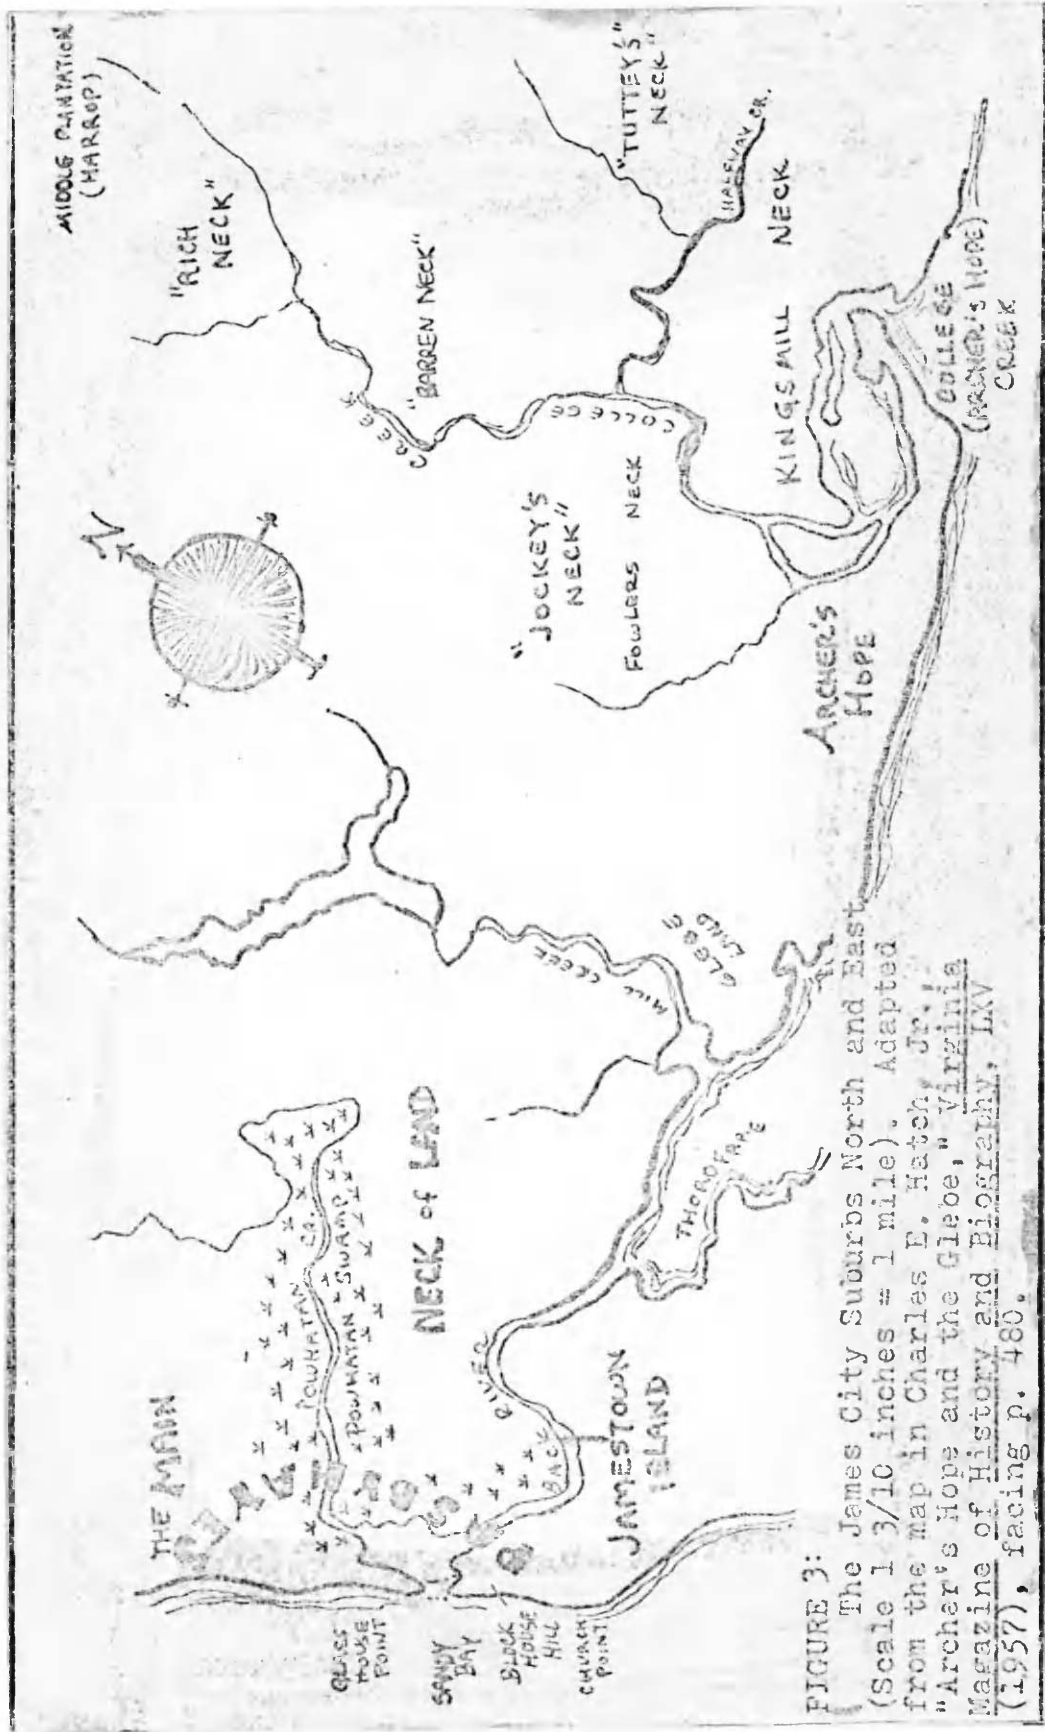 MIDDLE PLANTATION
(HARROP)
"RICH
NECK"
"BARREN NECK"
"TUTTEY'S
NECK"
HALFWAY CR.
COLLEGE
CREEK
N
"JOCKEY'S
NECK"
FOWLERS NECK
KINGSMILL NECK
ARCHER'S
HOPE
COLLEGE
(ARCHER'S HOPE)
CREEK
THE MAIN
POWHATAN CR.
POWHATAN SWAMP
NECK of LAND
MILL CREEK
GLEBE
LAND
BACK RIVER
THOROFARE
JAMESTOWN
ISLAND
GLASS
HOUSE
POINT
SANDY
BAY
BLOCK
HOUSE
HILL
CHURCH
POINT
FIGURE 3:
The James City Suburbs North and East
(Scale 1 3/10 inches = 1 mile). Adapted
from the map in Charles E. Hatch, Jr.,
"Archer's Hope and the Glebe," Virginia
Magazine of History and Biography, LXV
(1957), facing p. 480.